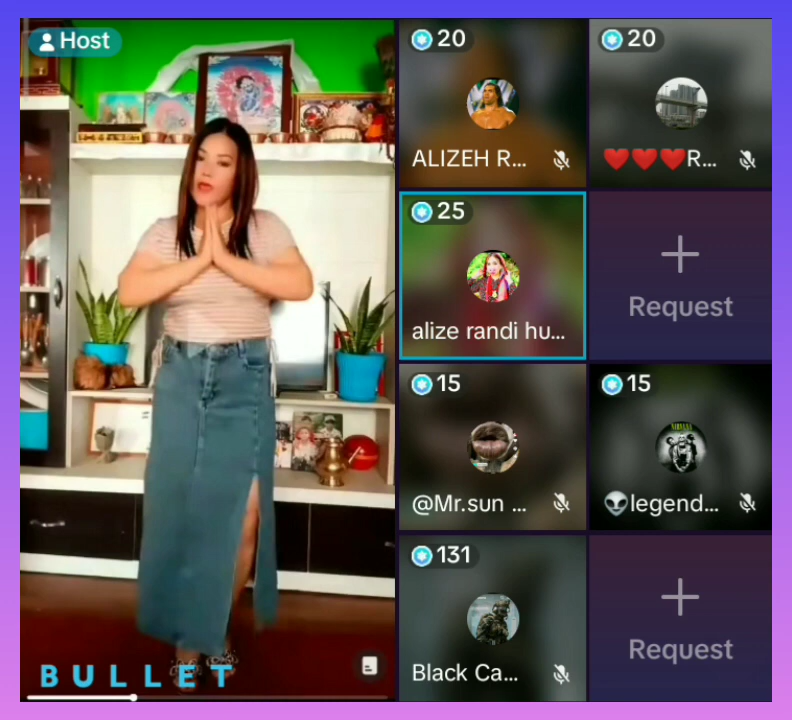 Host
20
ALIZEH R...
20
❤️❤️❤️R...
25
alize randi hu...
Request
15
@Mr.sun ...
15
👽legend...
NIRVANA
131
Black Ca...
Request
BULLET